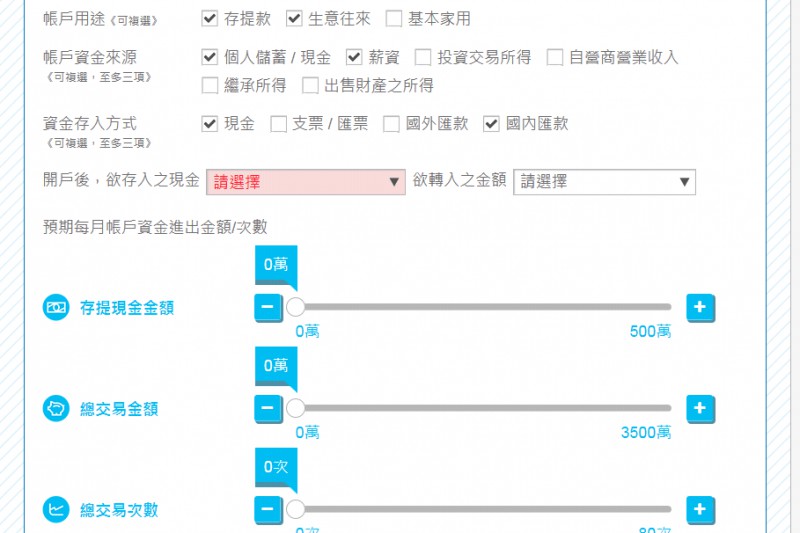 帳戶用途《可複選》 存提款 生意往來 基本家用
帳戶資金來源 個人儲蓄 / 現金 薪資 投資交易所得 自營商營業收入
《可複選，至多三項》 繼承所得 出售財產之所得
資金存入方式 現金 支票 / 匯票 國外匯款 國內匯款
《可複選，至多三項》
開戶後，欲存入之現金 請選擇 欲轉入之金額 請選擇
預期每月帳戶資金進出金額/次數
0萬
存提現金金額
0萬 500萬
0萬
總交易金額
0萬 3500萬
0次
總交易次數
0次 80次